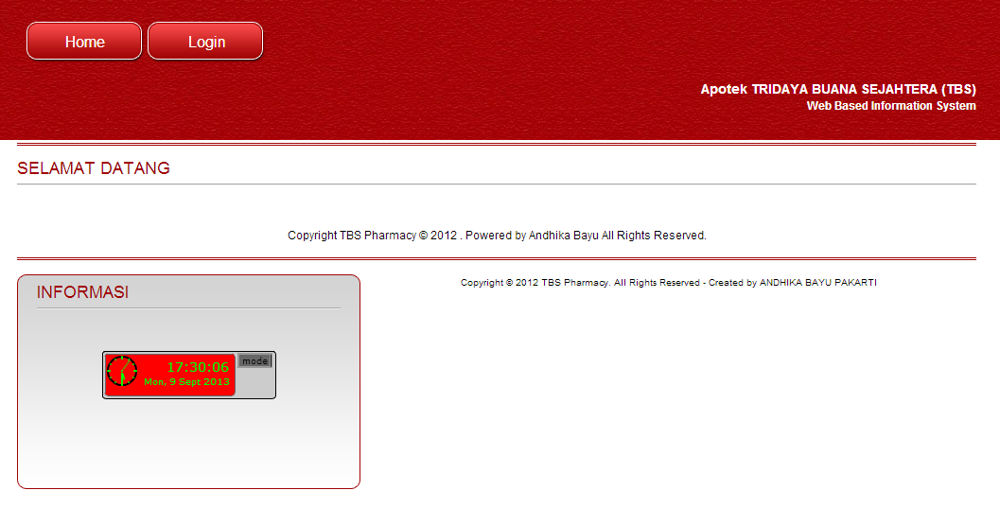 Home
Login
Apotek TRIDAYA BUANA SEJAHTERA (TBS)
Web Based Information System
SELAMAT DATANG
Copyright TBS Pharmacy © 2012 . Powered by Andhika Bayu All Rights Reserved.
INFORMASI
17:30:06
mode
Mon, 9 Sept 2013
Copyright © 2012 TBS Pharmacy. All Rights Reserved - Created by ANDHIKA BAYU PAKARTI